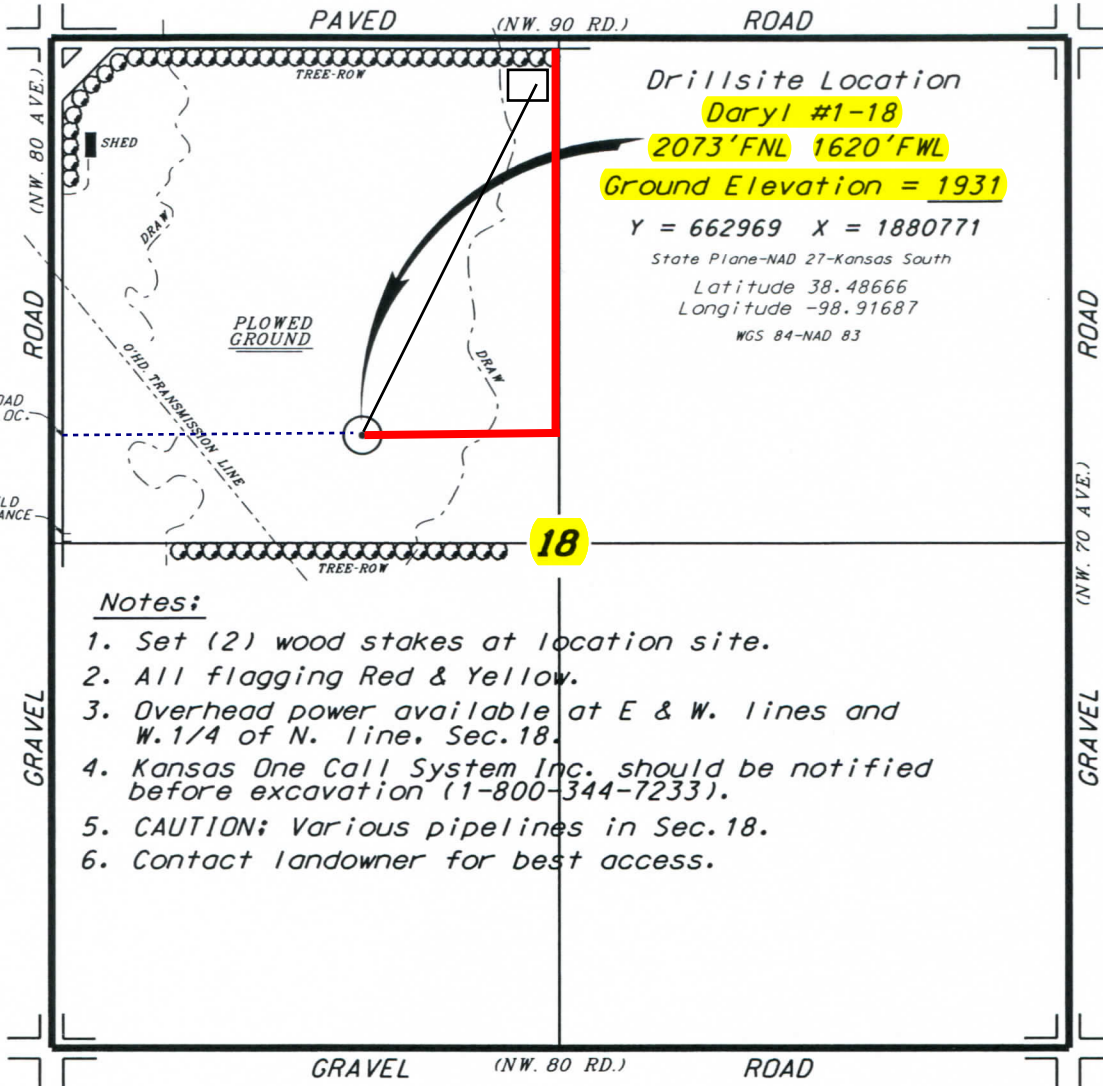 PAVED (NW. 90 RD.) ROAD
TREE-ROW
SHED
(NW. 80 AVE.)
ROAD
DRAW
Drillsite Location
Daryl #1-18
2073'FNL 1620'FWL
Ground Elevation = 1931
Y = 662969 X = 1880771
State Plane-NAD 27-Kansas South
Latitude 38.48666
Longitude -98.91687
WGS 84-NAD 83
PLOWED
GROUND
DRAW
O'HD. TRANSMISSION LINE
OC.
ROAD
(NW. 70 AVE.)
18
TREE-ROW
Notes:
1. Set (2) wood stakes at location site.
2. All flagging Red & Yellow.
3. Overhead power available at E & W. lines and
W.1/4 of N. line, Sec.18.
4. Kansas One Call System Inc. should be notified
before excavation (1-800-344-7233).
5. CAUTION: Various pipelines in Sec.18.
6. Contact landowner for best access.
GRAVEL
GRAVEL
GRAVEL (NW. 80 RD.) ROAD